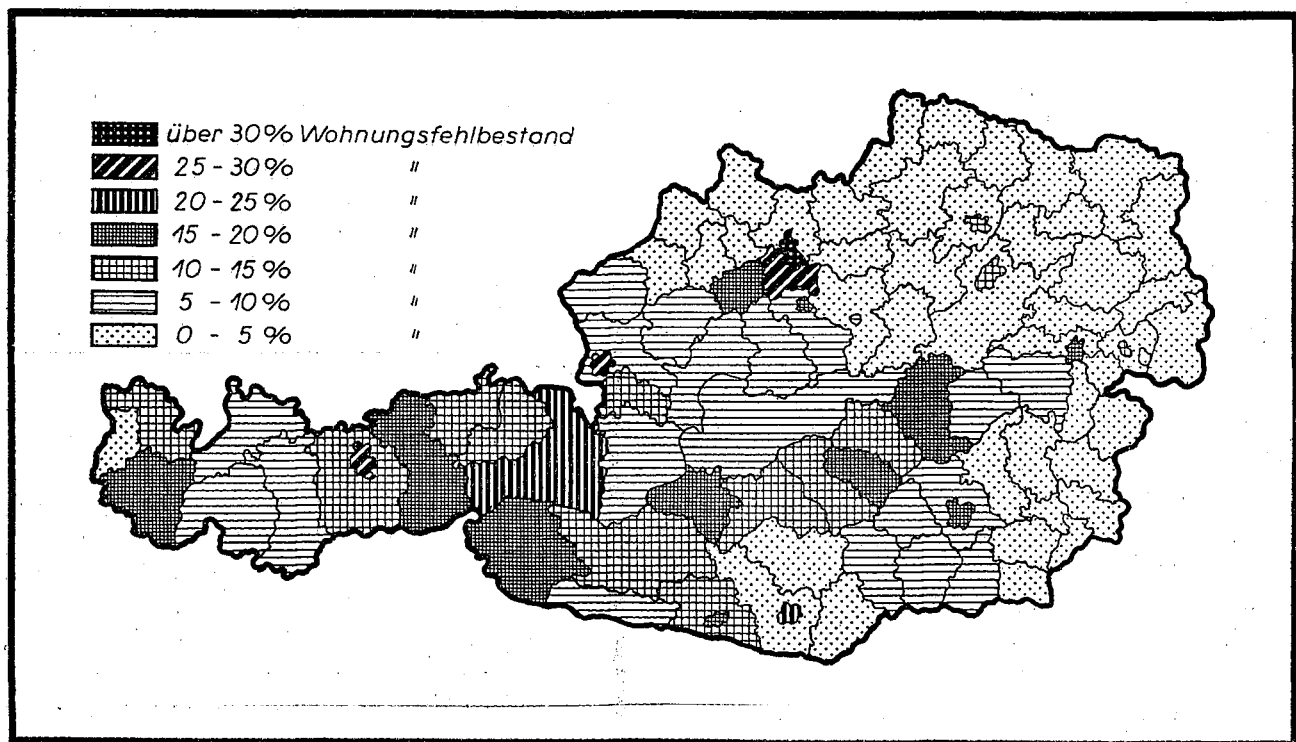 über 30% Wohnungsfehlbestand
25 - 30% "
20 - 25% "
15 - 20% "
10 - 15% "
5 - 10% "
0 - 5% "